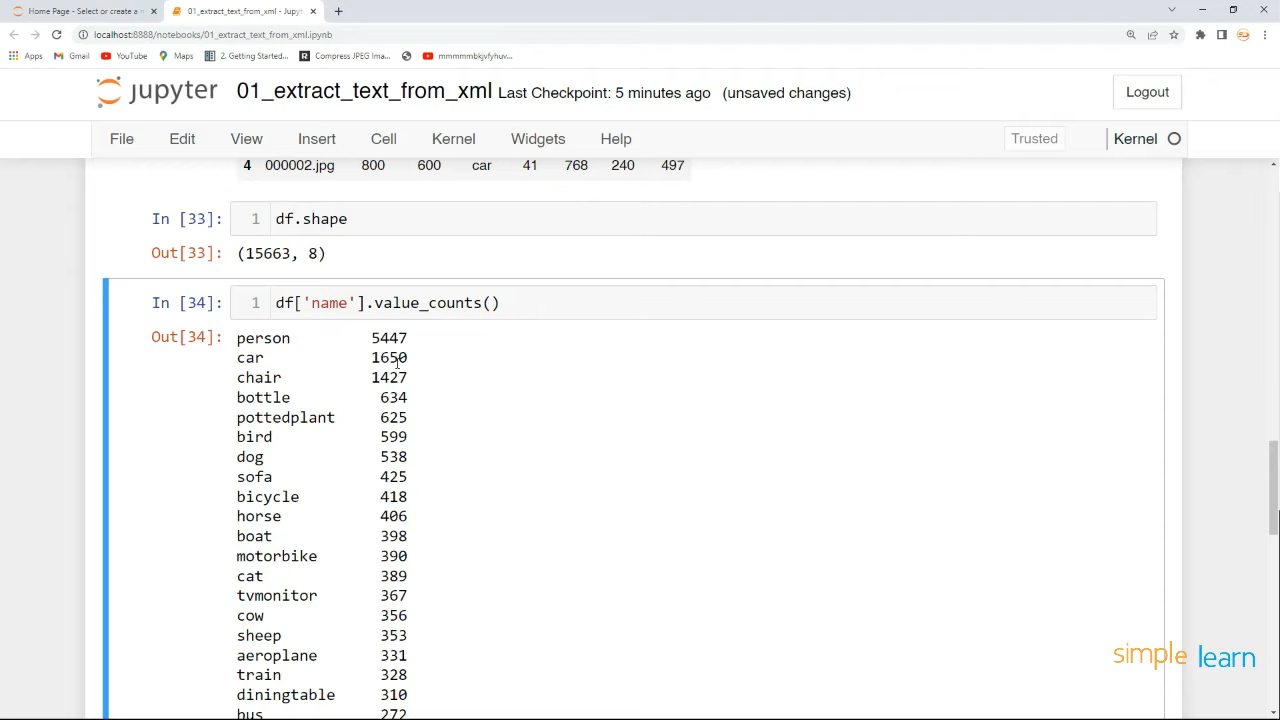 Home Page - Select or create a n
01_extract_text_from_xml - Jupyt
localhost:8888/notebooks/01_extract_text_from_xml.ipynb
Apps Gmail YouTube Maps 2. Getting Started... Compress JPEG Ima... mmmmmbkjvfyhuv...
jupyter 01_extract_text_from_xml Last Checkpoint: 5 minutes ago (unsaved changes) Logout
File Edit View Insert Cell Kernel Widgets Help Trusted Kernel
4 000002.jpg 800 600 car 41 768 240 497
In [33]: 1 df.shape
Out[33]: (15663, 8)
In [34]: 1 df['name'].value_counts()
Out[34]: person 5447
car 1650
chair 1427
bottle 634
pottedplant 625
bird 599
dog 538
sofa 425
bicycle 418
horse 406
boat 398
motorbike 390
cat 389
tvmonitor 367
cow 356
sheep 353
aeroplane 331
train 328
diningtable 310
bus 272
simplelearn